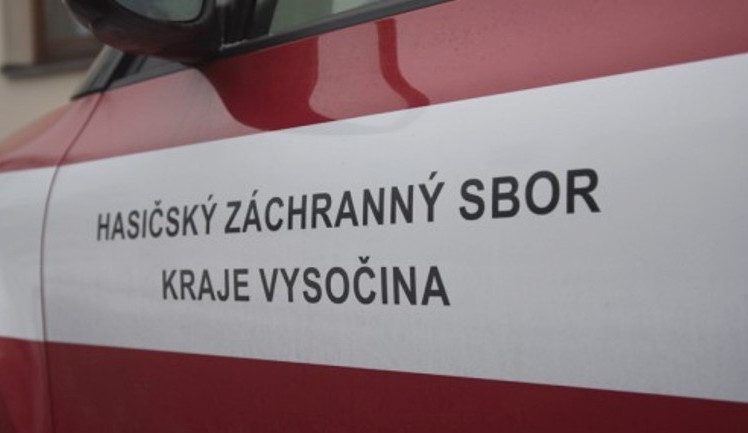 HASIČSKÝ ZÁCHRANNÝ SBOR
KRAJE VYSOČINA